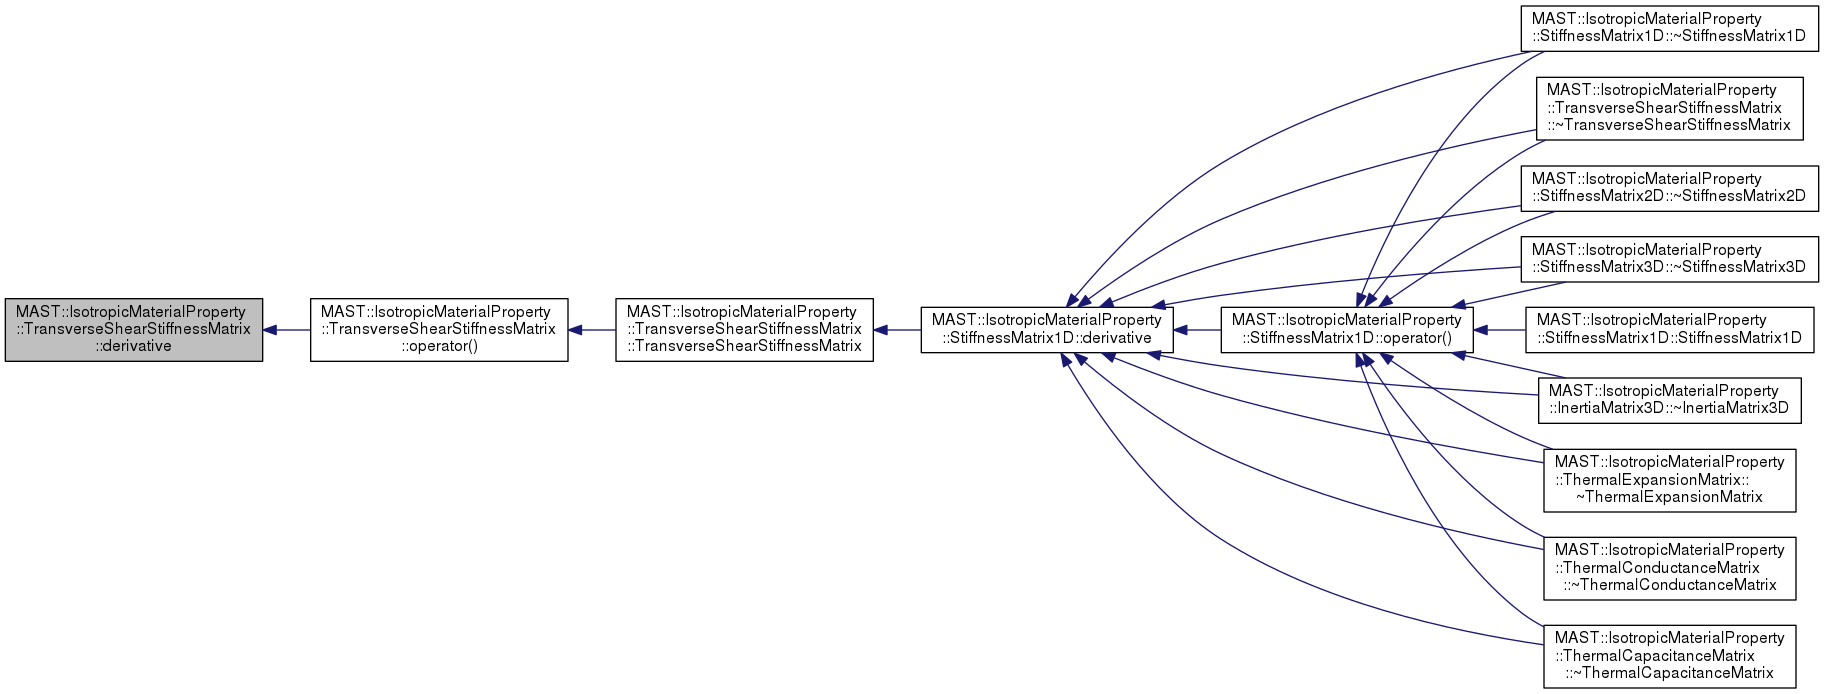 MAST::IsotropicMaterialProperty
::TransverseShearStiffnessMatrix
::derivative
MAST::IsotropicMaterialProperty
::TransverseShearStiffnessMatrix
::operator()
MAST::IsotropicMaterialProperty
::TransverseShearStiffnessMatrix
::TransverseShearStiffnessMatrix
MAST::IsotropicMaterialProperty
::StiffnessMatrix1D::derivative
MAST::IsotropicMaterialProperty
::StiffnessMatrix1D::operator()
MAST::IsotropicMaterialProperty
::StiffnessMatrix1D::~StiffnessMatrix1D
MAST::IsotropicMaterialProperty
::TransverseShearStiffnessMatrix
::~TransverseShearStiffnessMatrix
MAST::IsotropicMaterialProperty
::StiffnessMatrix2D::~StiffnessMatrix2D
MAST::IsotropicMaterialProperty
::StiffnessMatrix3D::~StiffnessMatrix3D
MAST::IsotropicMaterialProperty
::StiffnessMatrix1D::StiffnessMatrix1D
MAST::IsotropicMaterialProperty
::InertiaMatrix3D::~InertiaMatrix3D
MAST::IsotropicMaterialProperty
::ThermalExpansionMatrix::
~ThermalExpansionMatrix
MAST::IsotropicMaterialProperty
::ThermalConductanceMatrix
::~ThermalConductanceMatrix
MAST::IsotropicMaterialProperty
::ThermalCapacitanceMatrix
::~ThermalCapacitanceMatrix